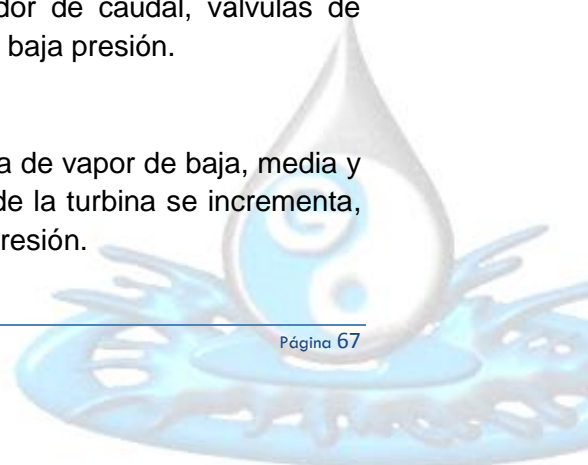 dor de caudal, válvulas de
baja presión.
a de vapor de baja, media y
de la turbina se incrementa,
resión.
Página 67